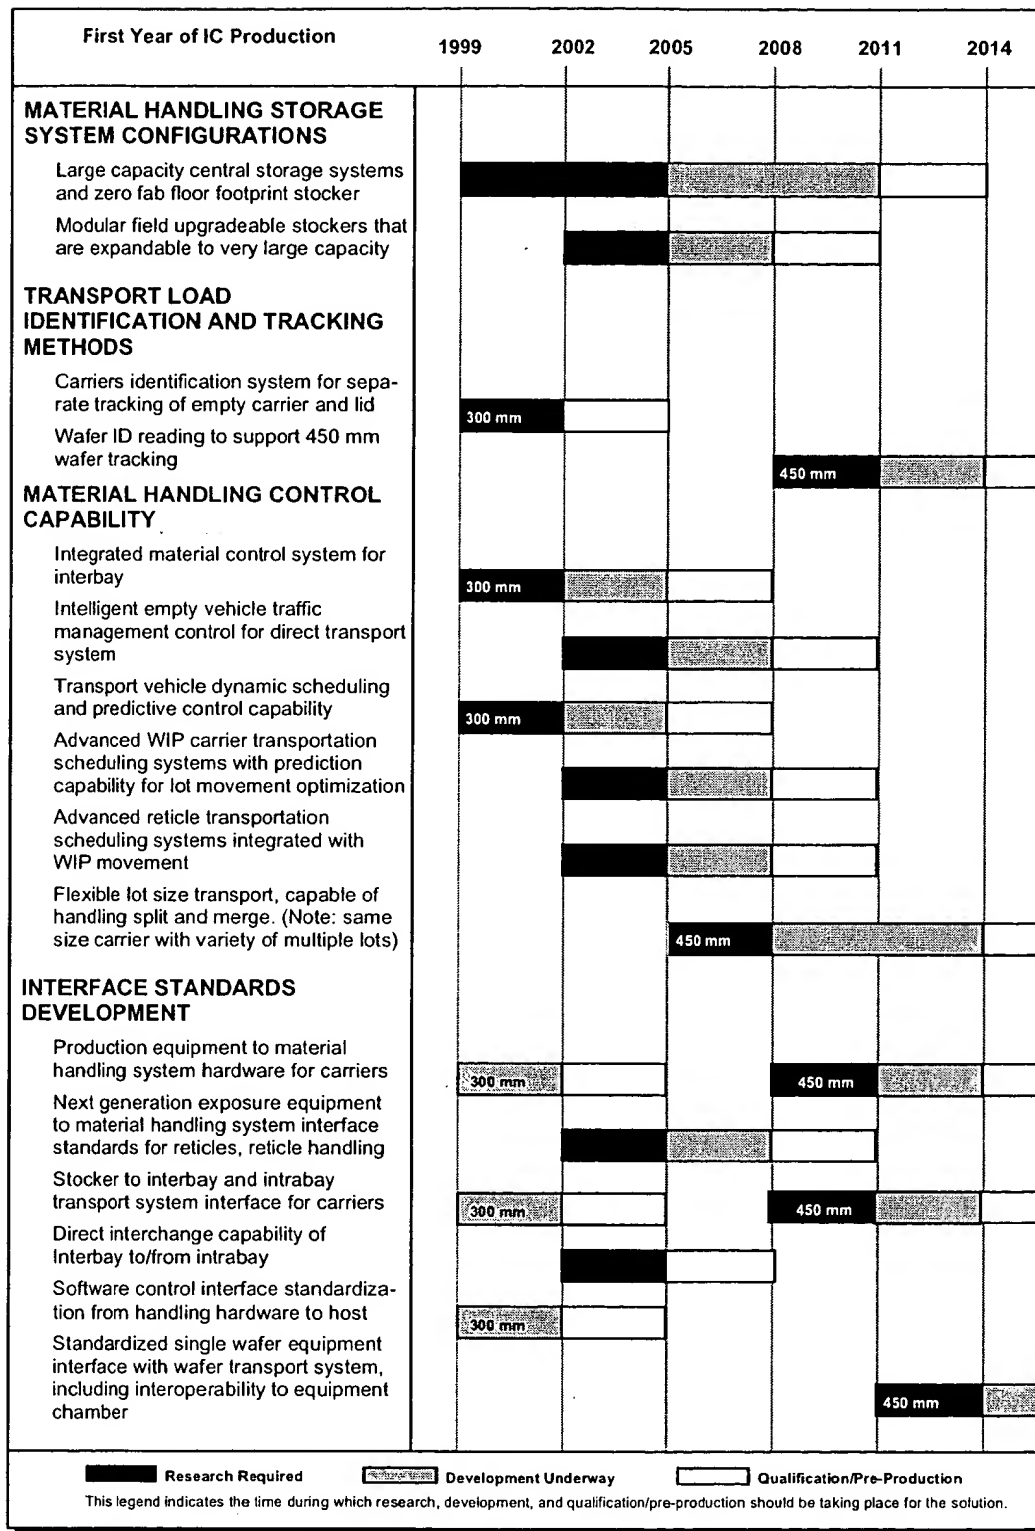 First Year of IC Production
1999 2002 2005 2008 2011 2014
MATERIAL HANDLING STORAGE
SYSTEM CONFIGURATIONS
Large capacity central storage systems
and zero fab floor footprint stocker
Modular field upgradeable stockers that
are expandable to very large capacity
TRANSPORT LOAD
IDENTIFICATION AND TRACKING
METHODS
Carriers identification system for sepa-
rate tracking of empty carrier and lid
300 mm
Wafer ID reading to support 450 mm
wafer tracking
450 mm
MATERIAL HANDLING CONTROL
CAPABILITY
Integrated material control system for
interbay
300 mm
Intelligent empty vehicle traffic
management control for direct transport
system
Transport vehicle dynamic scheduling
and predictive control capability
300 mm
Advanced WIP carrier transportation
scheduling systems with prediction
capability for lot movement optimization
Advanced reticle transportation
scheduling systems integrated with
WIP movement
Flexible lot size transport, capable of
handling split and merge. (Note: same
size carrier with variety of multiple lots)
450 mm
INTERFACE STANDARDS
DEVELOPMENT
Production equipment to material
handling system hardware for carriers
300 mm 450 mm
Next generation exposure equipment
to material handling system interface
standards for reticles, reticle handling
Stocker to interbay and intrabay
transport system interface for carriers
300 mm 450 mm
Direct interchange capability of
Interbay to/from intrabay
Software control interface standardiza-
tion from handling hardware to host
300 mm
Standardized single wafer equipment
interface with wafer transport system,
including interoperability to equipment
chamber
450 mm
Research Required Development Underway Qualification/Pre-Production
This legend indicates the time during which research, development, and qualification/pre-production should be taking place for the solution.